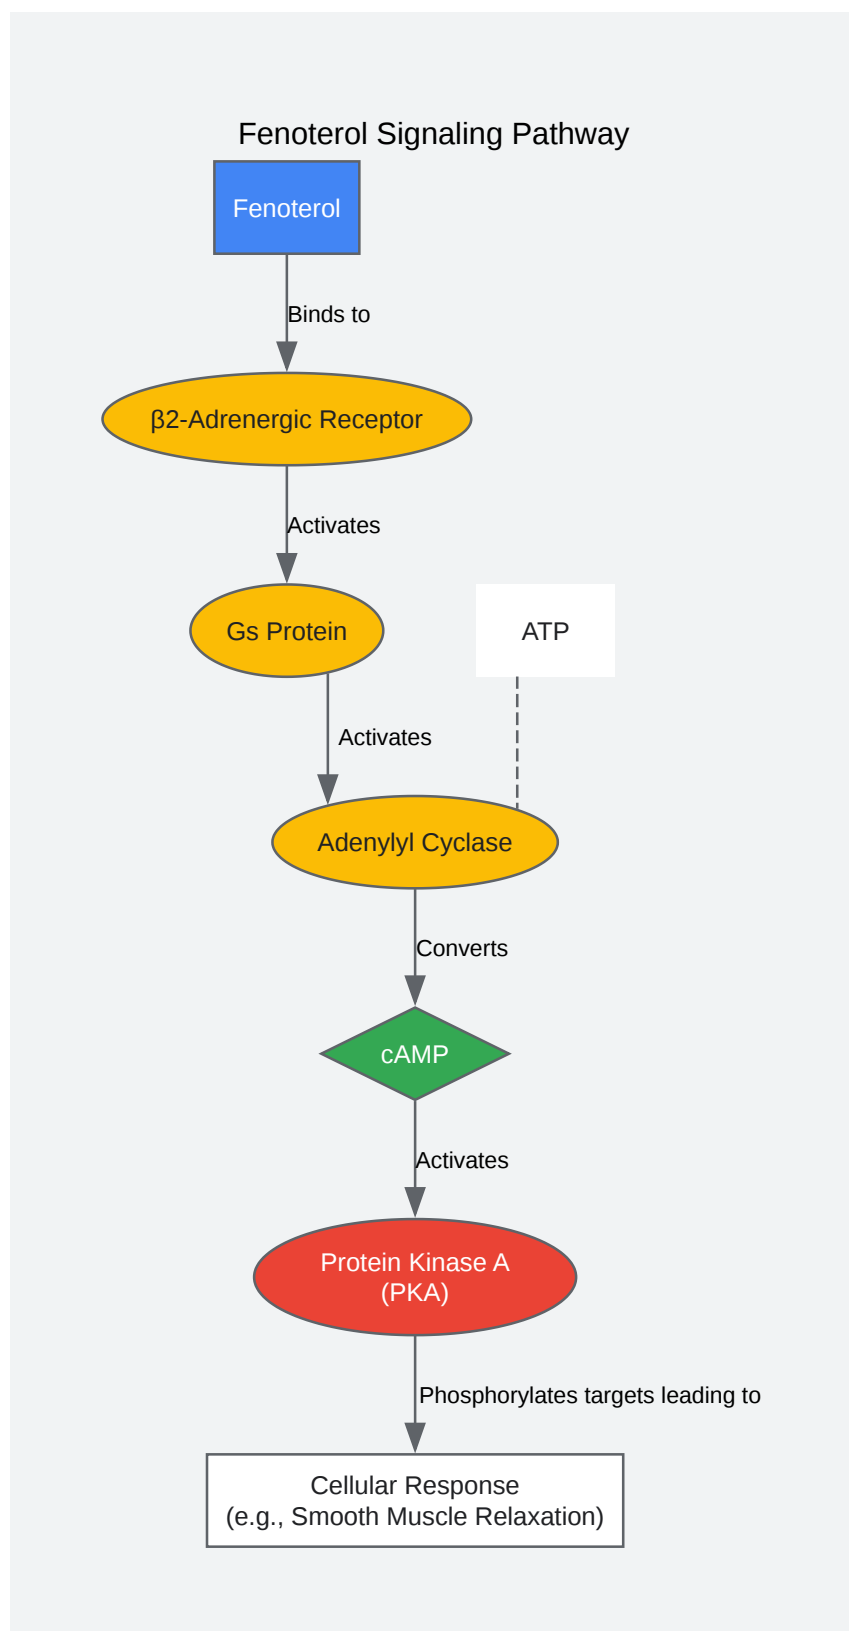 Fenoterol Signaling Pathway
Fenoterol
Binds to
β2-Adrenergic Receptor
Activates
Gs Protein
ATP
Activates
Adenylyl Cyclase
Converts
cAMP
Activates
Protein Kinase A
(PKA)
Phosphorylates targets leading to
Cellular Response
(e.g., Smooth Muscle Relaxation)